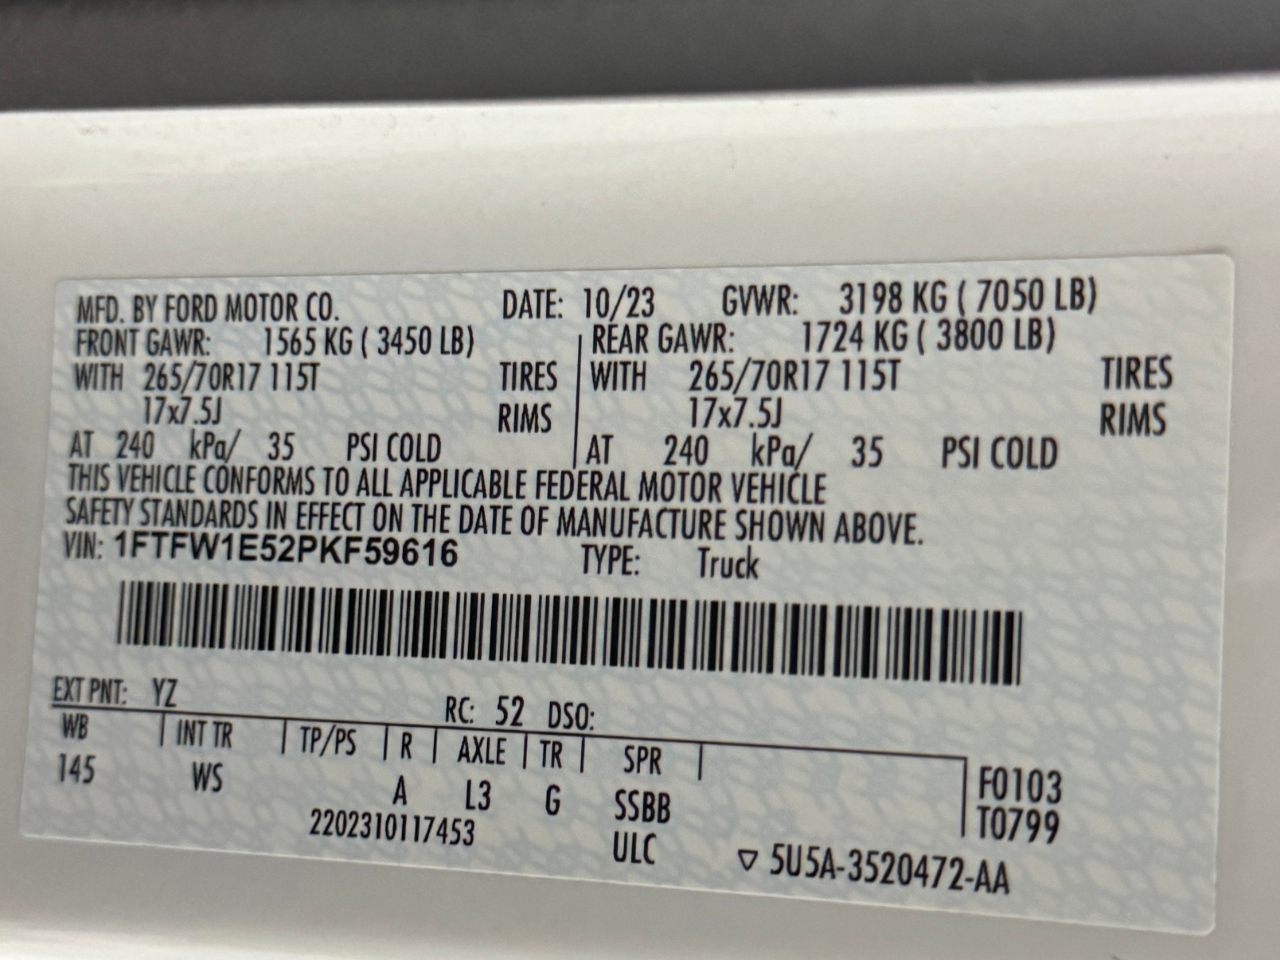 MFD. BY FORD MOTOR CO. DATE: 10/23 GVWR: 3198 KG ( 7050 LB)
FRONT GAWR: 1565 KG ( 3450 LB) REAR GAWR: 1724 KG ( 3800 LB)
WITH 265/70R17 115T TIRES WITH 265/70R17 115T TIRES
17x7.5J RIMS 17x7.5J RIMS
AT 240 kPa/ 35 PSI COLD AT 240 kPa/ 35 PSI COLD
THIS VEHICLE CONFORMS TO ALL APPLICABLE FEDERAL MOTOR VEHICLE
SAFETY STANDARDS IN EFFECT ON THE DATE OF MANUFACTURE SHOWN ABOVE.
VIN: 1FTFW1E52PKF59616 TYPE: Truck
EXT PNT: YZ RC: 52 DSO:
WB INT TR TP/PS R AXLE TR SPR
145 WS A L3 G SSBB F0103
2202310117453 ULC T0799
5U5A-3520472-AA